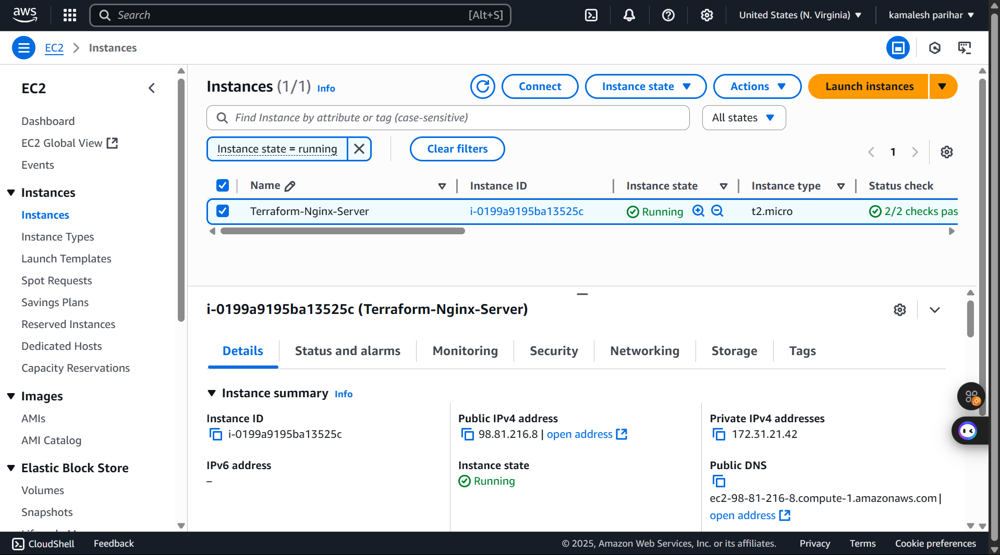 aws
Search [Alt+S]
United States (N. Virginia)
kamalesh parihar
EC2 Instances
EC2
Dashboard
EC2 Global View
Events
Instances
Instances
Instance Types
Launch Templates
Spot Requests
Savings Plans
Reserved Instances
Dedicated Hosts
Capacity Reservations
Images
AMIs
AMI Catalog
Elastic Block Store
Volumes
Snapshots
Instances (1/1) Info
Connect
Instance state
Actions
Launch instances
Find Instance by attribute or tag (case-sensitive)
All states
Instance state = running
Clear filters
1
Name Instance ID Instance state Instance type Status check
Terraform-Nginx-Server i-0199a9195ba13525c Running t2.micro 2/2 checks pas
i-0199a9195ba13525c (Terraform-Nginx-Server)
Details Status and alarms Monitoring Security Networking Storage Tags
Instance summary Info
Instance ID
i-0199a9195ba13525c
Public IPv4 address
98.81.216.8 | open address
Private IPv4 addresses
172.31.21.42
IPv6 address
–
Instance state
Running
Public DNS
ec2-98-81-216-8.compute-1.amazonaws.com |
open address
CloudShell Feedback
© 2025, Amazon Web Services, Inc. or its affiliates. Privacy Terms Cookie preferences